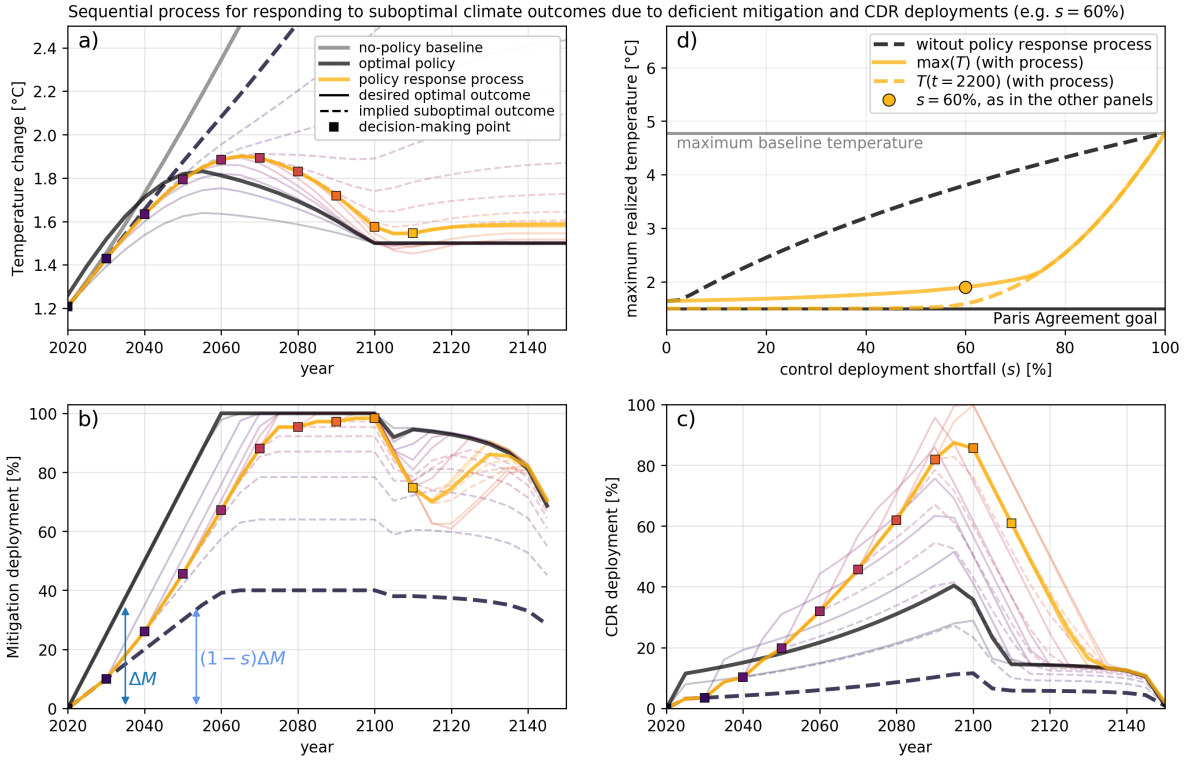 Sequential process for responding to suboptimal climate outcomes due to deficient mitigation and CDR deployments (e.g. s = 60%)
a)
Temperature change [°C]
2.4
2.2
2.0
1.8
1.6
1.4
1.2
no-policy baseline
optimal policy
policy response process
desired optimal outcome
implied suboptimal outcome
decision-making point
2020 2040 2060 2080 2100 2120 2140
year
d)
maximum realized temperature [°C]
6
5
4
3
2
witout policy response process
max(T) (with process)
T(t = 2200) (with process)
s = 60%, as in the other panels
maximum baseline temperature
Paris Agreement goal
0 20 40 60 80 100
control deployment shortfall (s) [%]
b)
Mitigation deployment [%]
100
80
60
40
20
0
ΔM
(1 − s)ΔM
2020 2040 2060 2080 2100 2120 2140
year
c)
CDR deployment [%]
100
80
60
40
20
0
2020 2040 2060 2080 2100 2120 2140
year